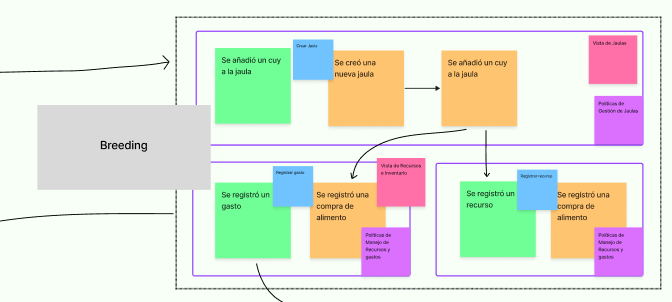 Breeding
Se añadió un cuy
a la jaula
Crear Jaula
Se creó una
nueva jaula
Se añadió un cuy
a la jaula
Vista de Jaulas
Políticas de
Gestión de Jaulas
Se registró un
gasto
Registrar gasto
Se registró una
compra de
alimento
Vista de Recursos
e Inventario
Políticas de
Manejo de
Recursos y
gastos
Se registró un
recurso
Registrar recurso
Se registró una
compra de
alimento
Políticas de
Manejo de
Recursos y
gastos